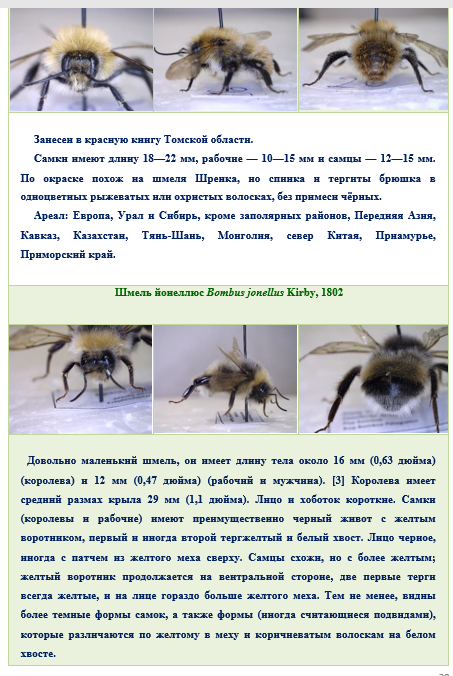 Занесен в красную книгу Томской области.
Самки имеют длину 18—22 мм, рабочие — 10—15 мм и самцы — 12—15 мм.
По окраске похож на шмеля Шренка, но спинка и тергиты брюшка в
одноцветных рыжеватых или охристых волосках, без примеси чёрных.
Ареал: Европа, Урал и Сибирь, кроме заполярных районов, Передняя Азия,
Кавказ, Казахстан, Тянь-Шань, Монголия, север Китая, Приамурье,
Приморский край.
Шмель йонеллюс Bombus jonellus Kirby, 1802
Довольно маленький шмель, он имеет длину тела около 16 мм (0,63 дюйма)
(королева) и 12 мм (0,47 дюйма) (рабочий и мужчина). [3] Королева имеет
средний размах крыла 29 мм (1,1 дюйма). Лицо и хоботок короткие. Самки
(королевы и рабочие) имеют преимущественно черный живот с желтым
воротником, первый и иногда второй тергжелтый и белый хвост. Лицо черное,
иногда с патчем из желтого меха сверху. Самцы схожи, но с более желтым;
желтый воротник продолжается на вентральной стороне, две первые терги
всегда желтые, и на лице гораздо больше желтого меха. Тем не менее, видны
более темные формы самок, а также формы (иногда считающиеся подвидами),
которые различаются по желтому в меху и коричневатым волоскам на белом
хвосте.